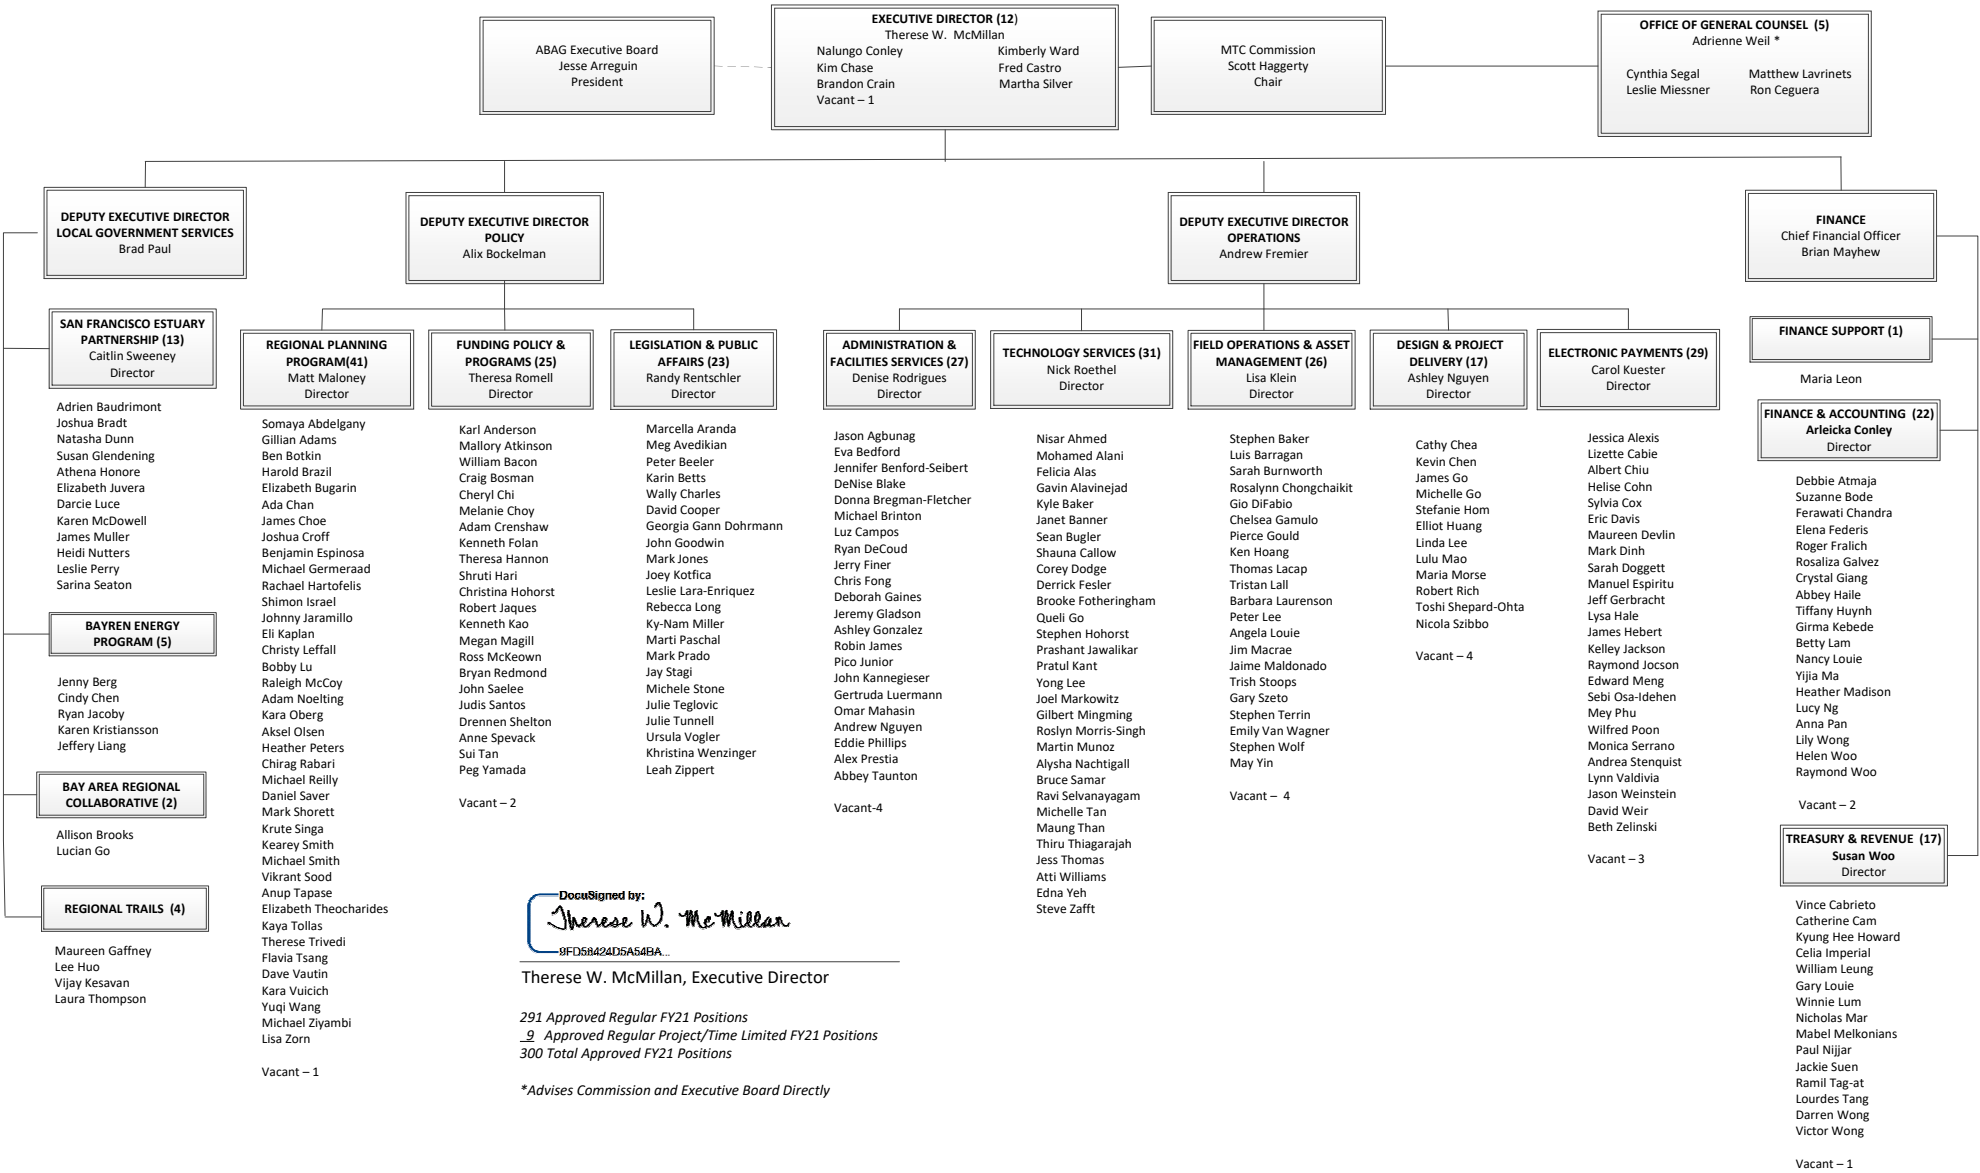 ABAG Executive Board
Jesse Arreguin
President
EXECUTIVE DIRECTOR (12)
Therese W. McMillan
Nalungo Conley
Kim Chase
Brandon Crain
Vacant – 1
Kimberly Ward
Fred Castro
Martha Silver
MTC Commission
Scott Haggerty
Chair
OFFICE OF GENERAL COUNSEL (5)
Adrienne Weil *
Cynthia Segal
Leslie Miessner
Matthew Lavrinets
Ron Ceguera
DEPUTY EXECUTIVE DIRECTOR
LOCAL GOVERNMENT SERVICES
Brad Paul
DEPUTY EXECUTIVE DIRECTOR
POLICY
Alix Bockelman
DEPUTY EXECUTIVE DIRECTOR
OPERATIONS
Andrew Fremier
FINANCE
Chief Financial Officer
Brian Mayhew
SAN FRANCISCO ESTUARY
PARTNERSHIP (13)
Caitlin Sweeney
Director
Adrien Baudrimont
Joshua Bradt
Natasha Dunn
Susan Glendening
Athena Honore
Elizabeth Juvera
Darcie Luce
Karen McDowell
James Muller
Heidi Nutters
Leslie Perry
Sarina Seaton
BAYREN ENERGY
PROGRAM (5)
Jenny Berg
Cindy Chen
Ryan Jacoby
Karen Kristiansson
Jeffery Liang
BAY AREA REGIONAL
COLLABORATIVE (2)
Allison Brooks
Lucian Go
REGIONAL TRAILS (4)
Maureen Gaffney
Lee Huo
Vijay Kesavan
Laura Thompson
REGIONAL PLANNING
PROGRAM(41)
Matt Maloney
Director
Somaya Abdelgany
Gillian Adams
Ben Botkin
Harold Brazil
Elizabeth Bugarin
Ada Chan
James Choe
Joshua Croff
Benjamin Espinosa
Michael Germeraad
Rachael Hartofelis
Shimon Israel
Johnny Jaramillo
Eli Kaplan
Christy Leffall
Bobby Lu
Raleigh McCoy
Adam Noelting
Kara Oberg
Aksel Olsen
Heather Peters
Chirag Rabari
Michael Reilly
Daniel Saver
Mark Shorett
Krute Singa
Kearey Smith
Michael Smith
Vikrant Sood
Anup Tapase
Elizabeth Theocharides
Kaya Tollas
Therese Trivedi
Flavia Tsang
Dave Vautin
Kara Vuicich
Yuqi Wang
Michael Ziyambi
Lisa Zorn
Vacant – 1
FUNDING POLICY &
PROGRAMS (25)
Theresa Romell
Director
Karl Anderson
Mallory Atkinson
William Bacon
Craig Bosman
Cheryl Chi
Melanie Choy
Adam Crenshaw
Kenneth Folan
Theresa Hannon
Shruti Hari
Christina Hohorst
Robert Jaques
Kenneth Kao
Megan Magill
Ross McKeown
Bryan Redmond
John Saelee
Judis Santos
Drennen Shelton
Anne Spevack
Sui Tan
Peg Yamada
Vacant – 2
LEGISLATION & PUBLIC
AFFAIRS (23)
Randy Rentschler
Director
Marcella Aranda
Meg Avedikian
Peter Beeler
Karin Betts
Wally Charles
David Cooper
Georgia Gann Dohrmann
John Goodwin
Mark Jones
Joey Kotfica
Leslie Lara-Enriquez
Rebecca Long
Ky-Nam Miller
Marti Paschal
Mark Prado
Jay Stagi
Michele Stone
Julie Teglovic
Julie Tunnell
Ursula Vogler
Khristina Wenzinger
Leah Zippert
ADMINISTRATION &
FACILITIES SERVICES (27)
Denise Rodrigues
Director
Jason Agbunag
Eva Bedford
Jennifer Benford-Seibert
DeNise Blake
Donna Bregman-Fletcher
Michael Brinton
Luz Campos
Ryan DeCoud
Jerry Finer
Chris Fong
Deborah Gaines
Jeremy Gladson
Ashley Gonzalez
Robin James
Pico Junior
John Kannegieser
Gertruda Luermann
Omar Mahasin
Andrew Nguyen
Eddie Phillips
Alex Prestia
Abbey Taunton
Vacant-4
TECHNOLOGY SERVICES (31)
Nick Roethel
Director
Nisar Ahmed
Mohamed Alani
Felicia Alas
Gavin Alavinejad
Kyle Baker
Janet Banner
Sean Bugler
Shauna Callow
Corey Dodge
Derrick Fesler
Brooke Fotheringham
Queli Go
Stephen Hohorst
Prashant Jawalikar
Pratul Kant
Yong Lee
Joel Markowitz
Gilbert Mingming
Roslyn Morris-Singh
Martin Munoz
Alysha Nachtigall
Bruce Samar
Ravi Selvanayagam
Michelle Tan
Maung Than
Thiru Thiagarajah
Jess Thomas
Atti Williams
Edna Yeh
Steve Zafft
FIELD OPERATIONS & ASSET
MANAGEMENT (26)
Lisa Klein
Director
Stephen Baker
Luis Barragan
Sarah Burnworth
Rosalynn Chongchaikit
Gio DiFabio
Chelsea Gamulo
Pierce Gould
Ken Hoang
Thomas Lacap
Tristan Lall
Barbara Laurenson
Peter Lee
Angela Louie
Jim Macrae
Jaime Maldonado
Trish Stoops
Gary Szeto
Stephen Terrin
Emily Van Wagner
Stephen Wolf
May Yin
Vacant – 4
DESIGN & PROJECT
DELIVERY (17)
Ashley Nguyen
Director
Cathy Chea
Kevin Chen
James Go
Michelle Go
Stefanie Hom
Elliot Huang
Linda Lee
Lulu Mao
Maria Morse
Robert Rich
Toshi Shepard-Ohta
Nicola Szibbo
Vacant – 4
ELECTRONIC PAYMENTS (29)
Carol Kuester
Director
Jessica Alexis
Lizette Cabie
Albert Chiu
Helise Cohn
Sylvia Cox
Eric Davis
Maureen Devlin
Mark Dinh
Sarah Doggett
Manuel Espiritu
Jeff Gerbracht
Lysa Hale
James Hebert
Kelley Jackson
Raymond Jocson
Edward Meng
Sebi Osa-Idehen
Mey Phu
Wilfred Poon
Monica Serrano
Andrea Stenquist
Lynn Valdivia
Jason Weinstein
David Weir
Beth Zelinski
Vacant – 3
FINANCE SUPPORT (1)
Maria Leon
FINANCE & ACCOUNTING (22)
Arleicka Conley
Director
Debbie Atmaja
Suzanne Bode
Ferawati Chandra
Elena Federis
Roger Fralich
Rosaliza Galvez
Crystal Giang
Abbey Haile
Tiffany Huynh
Girma Kebede
Betty Lam
Nancy Louie
Yijia Ma
Heather Madison
Lucy Ng
Anna Pan
Lily Wong
Helen Woo
Raymond Woo
Vacant – 2
TREASURY & REVENUE (17)
Susan Woo
Director
Vince Cabrieto
Catherine Cam
Kyung Hee Howard
Celia Imperial
William Leung
Gary Louie
Winnie Lum
Nicholas Mar
Mabel Melkonians
Paul Nijjar
Jackie Suen
Ramil Tag-at
Lourdes Tang
Darren Wong
Victor Wong
Vacant – 1
DocuSigned by:
Therese W. McMillan
9FD56424D5A54BA...
Therese W. McMillan, Executive Director
291 Approved Regular FY21 Positions
9 Approved Regular Project/Time Limited FY21 Positions
300 Total Approved FY21 Positions
*Advises Commission and Executive Board Directly